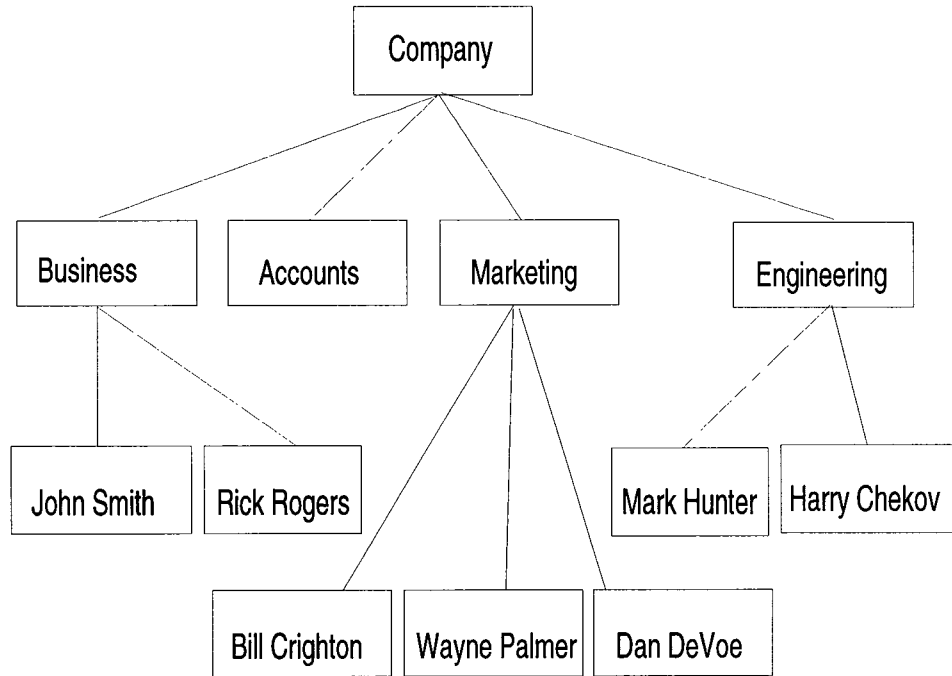 Company
Business
Accounts
Marketing
Engineering
John Smith
Rick Rogers
Mark Hunter
Harry Chekov
Bill Crighton
Wayne Palmer
Dan DeVoe